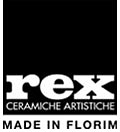 rex
CERAMICHE ARTISTICHE
MADE IN FLORIM